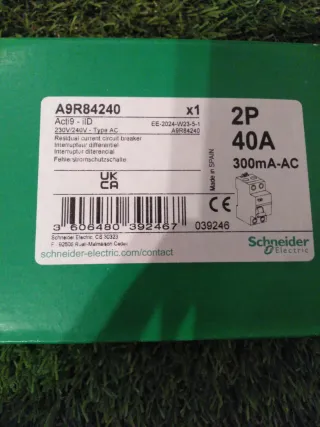 A9R84240 x1
Acti9 - iID EE-2024-W23-5-1
230V/240V - Type AC A9R84240
Residual current circuit breaker
Interrupteur différentiel
Interruptor diferencial
Fehlerstromschutzschalter
2P
40A
300mA-AC
Made in SPAIN
UK
CA
CE
3 606480 392467
039246
Schneider Electric, CS 30323
F - 92506 Rueil-Malmaison Cedex
schneider-electric.com/contact
Schneider
Electric